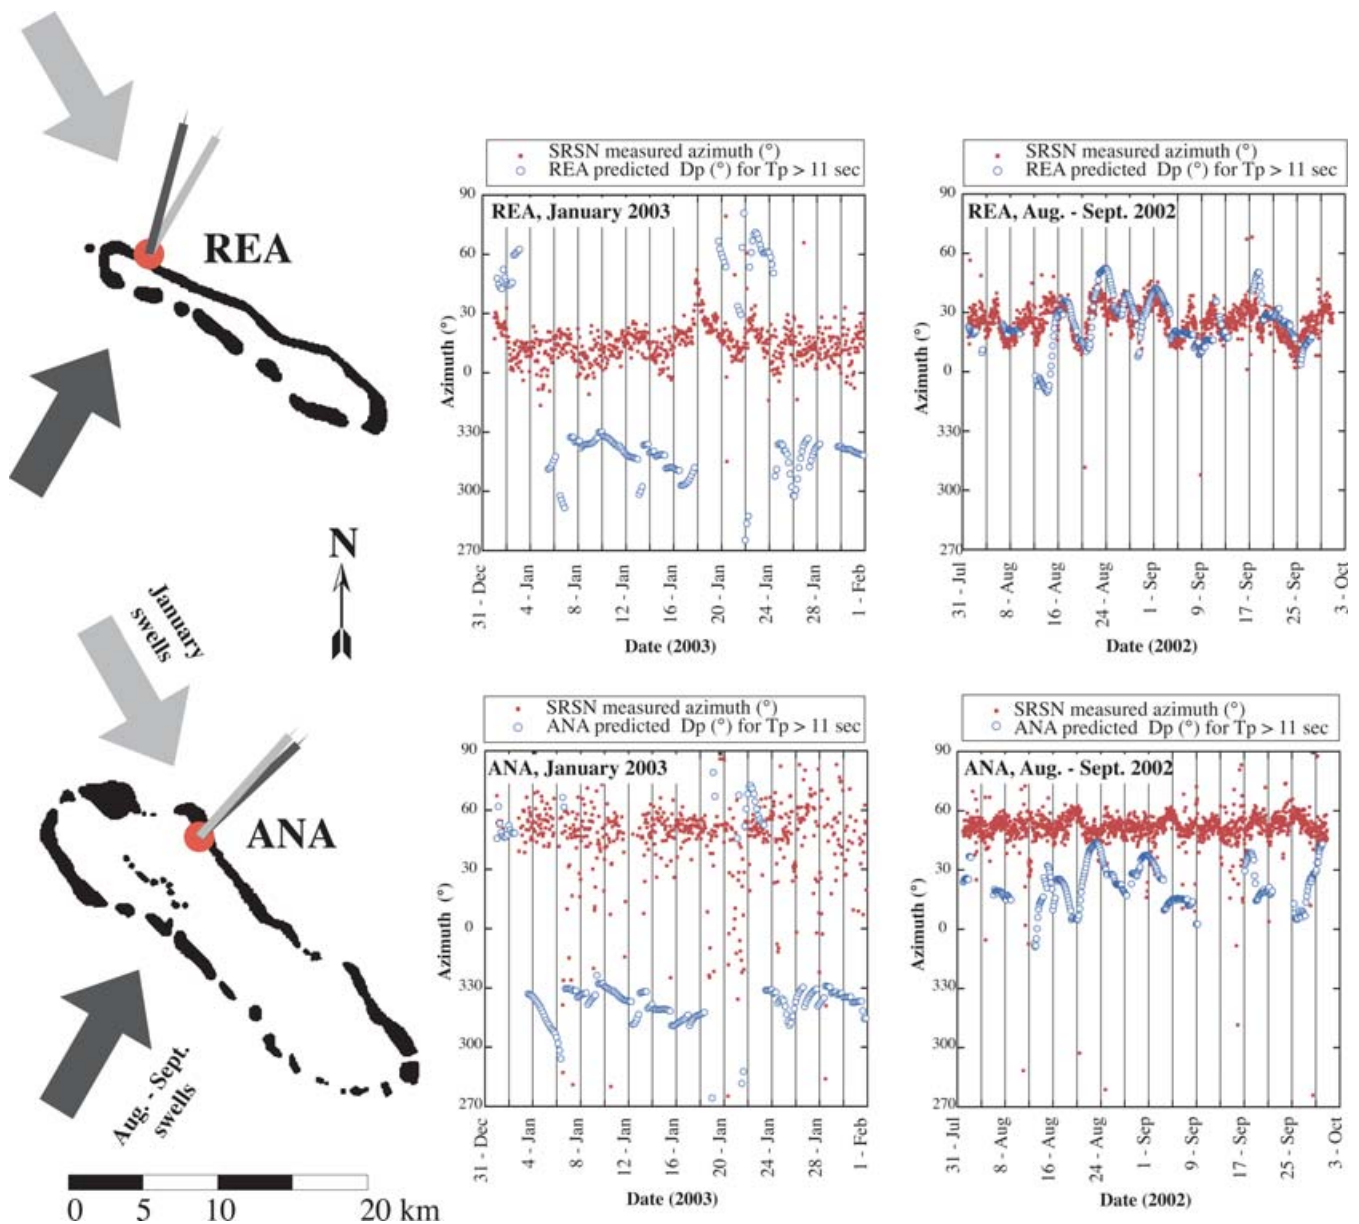 REA
SRSN measured azimuth (°)
REA predicted Dp (°) for Tp > 11 sec
REA, January 2003
90
60
30
0
330
300
270
Azimuth (°)
31 - Dec
4 - Jan
8 - Jan
12 - Jan
16 - Jan
20 - Jan
24 - Jan
28 - Jan
1 - Feb
Date (2003)
SRSN measured azimuth (°)
REA predicted Dp (°) for Tp > 11 sec
REA, Aug. - Sept. 2002
90
60
30
0
330
300
270
Azimuth (°)
31 - Jul
8 - Aug
16 - Aug
24 - Aug
1 - Sep
9 - Sep
17 - Sep
25 - Sep
3 - Oct
Date (2002)
N
January
swells
ANA
Aug. - Sept.
swells
0 5 10 20 km
SRSN measured azimuth (°)
ANA predicted Dp (°) for Tp > 11 sec
ANA, January 2003
90
60
30
0
330
300
270
Azimuth (°)
31 - Dec
4 - Jan
8 - Jan
12 - Jan
16 - Jan
20 - Jan
24 - Jan
28 - Jan
1 - Feb
Date (2003)
SRSN measured azimuth (°)
ANA predicted Dp (°) for Tp > 11 sec
ANA, Aug. - Sept. 2002
90
60
30
0
330
300
270
Azimuth (°)
31 - Jul
8 - Aug
16 - Aug
24 - Aug
1 - Sep
9 - Sep
17 - Sep
25 - Sep
3 - Oct
Date (2002)